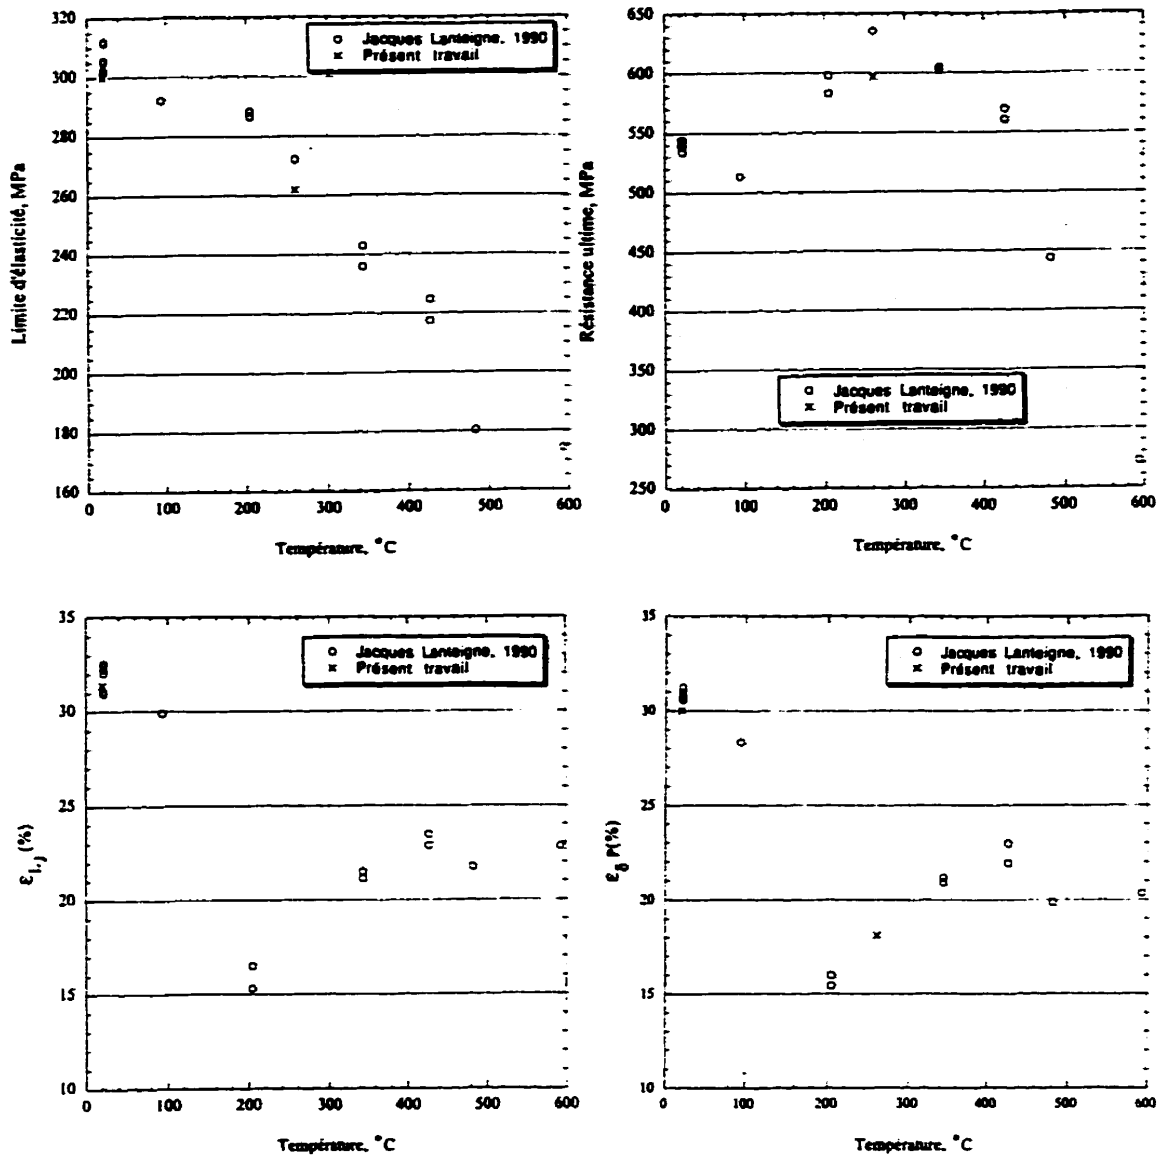 320
300
280
260
240
220
200
180
160
0 100 200 300 400 500 600
Limite d'élasticité, MPa
Température, °C
o Jacques Lanteigne, 1990
x Présent travail
650
600
550
500
450
400
350
300
250
0 100 200 300 400 500 600
Résistance ultime, MPa
Température, °C
o Jacques Lanteigne, 1990
x Présent travail
35
30
25
20
15
10
0 100 200 300 400 500 600
(%)
Température, °C
o Jacques Lanteigne, 1990
x Présent travail
35
30
25
20
15
10
0 100 200 300 400 500 600
P(%)
Température, °C
o Jacques Lanteigne, 1990
x Présent travail